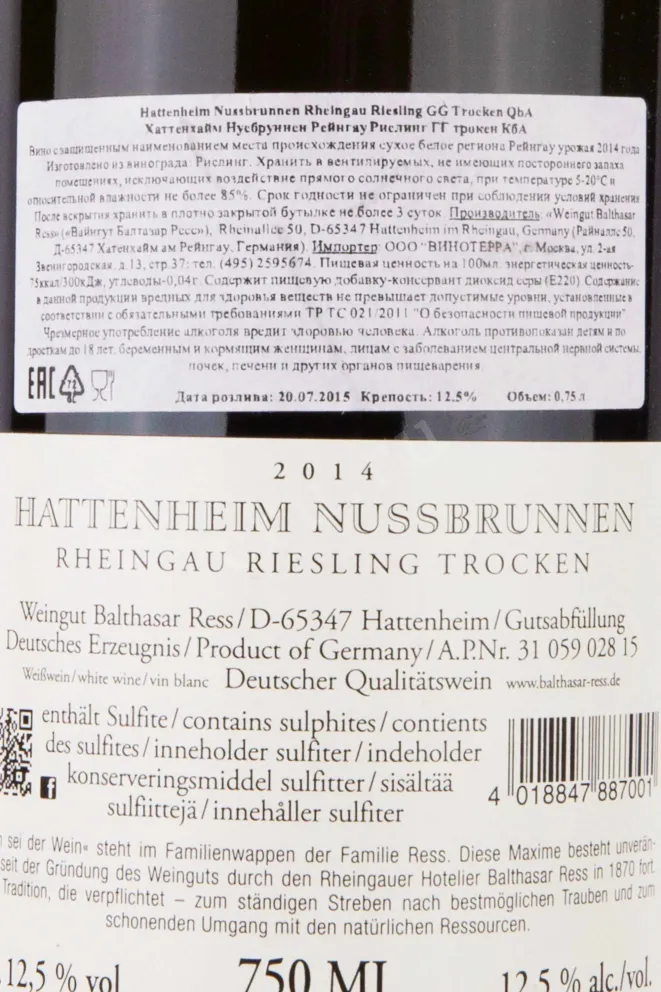 Hattenheim Nussbrunnen Rheingau Riesling GG Trocken QbA
Хаттенхайм Нусбруннен Рейнгау Рислинг ГГ трокен КбА
Вино с защищенным наименованием места происхождения сухое белое региона Рейнгау урожая 2014 года
Изготовлено из винограда: Рислинг. Хранить в вентилируемых, не имеющих постороннего запаха
помещениях, исключающих воздействие прямого солнечного света, при температуре 5-20°С и
относительной влажности не более 85%. Срок годности не ограничен при соблюдении условий хранения
После вскрытия хранить в плотно закрытой бутылке не более 3 суток. Производитель: «Weingut Balthasar
Ress» («Вайнгут Балтазар Ресс»), Rheinallee 50, D-65347 Hattenheim im Rheingau, Germany (Райналле 50,
Д-65347 Хатенхайм ам Рейнгау, Германия). Импортер: ООО "ВИНОТЕРРА", г. Москва, ул. 2-ая
Звенигородская, д. 13, стр.37; тел. (495) 2595674. Пищевая ценность на 100мл: энергетическая ценность-
75ккал/300кДж, углеводы-0,04г. Содержит пищевую добавку-консервант диоксид серы (Е220). Содержание
в данной продукции вредных для здоровья веществ не превышает допустимые уровни, установленные в
соответствии с обязательными требованиями ТР ТС 021/2011 "О безопасности пищевой продукции"
Чрезмерное употребление алкоголя вредит здоровью человека. Алкоголь противопоказан детям и по
дросткам до 18 лет, беременным и кормящим женщинам, лицам с заболеванием центральной нервной системы,
почек, печени и других органов пищеварения
EAC 72 Дата розлива: 20.07.2015 Крепость: 12.5% Объем: 0,75 л
2014
HATTENHEIM NUSSBRUNNEN
RHEINGAU RIESLING TROCKEN
Weingut Balthasar Ress/D-65347 Hattenheim/Gutsabfüllung
Deutsches Erzeugnis/Product of Germany/A.P.Nr. 31 059 028 15
Weißwein/white wine/vin blanc Deutscher Qualitätswein www.balthasar-ress.de
enthält Sulfite/contains sulphites/contients
des sulfites/inneholder sulfiter/indeholder
konserveringsmiddel sulfitter/sisältää
sulfiittejä/innehåller sulfiter
4 018847 887001
sei der Wein« steht im Familienwappen der Familie Ress. Diese Maxime besteht unverän-
seit der Gründung des Weinguts durch den Rheingauer Hotelier Balthasar Ress in 1870 fort.
Tradition, die verpflichtet – zum ständigen Streben nach bestmöglichen Trauben und zum
schonenden Umgang mit den natürlichen Ressourcen.
12,5 % vol 750 ML 12,5 % alc./vol.